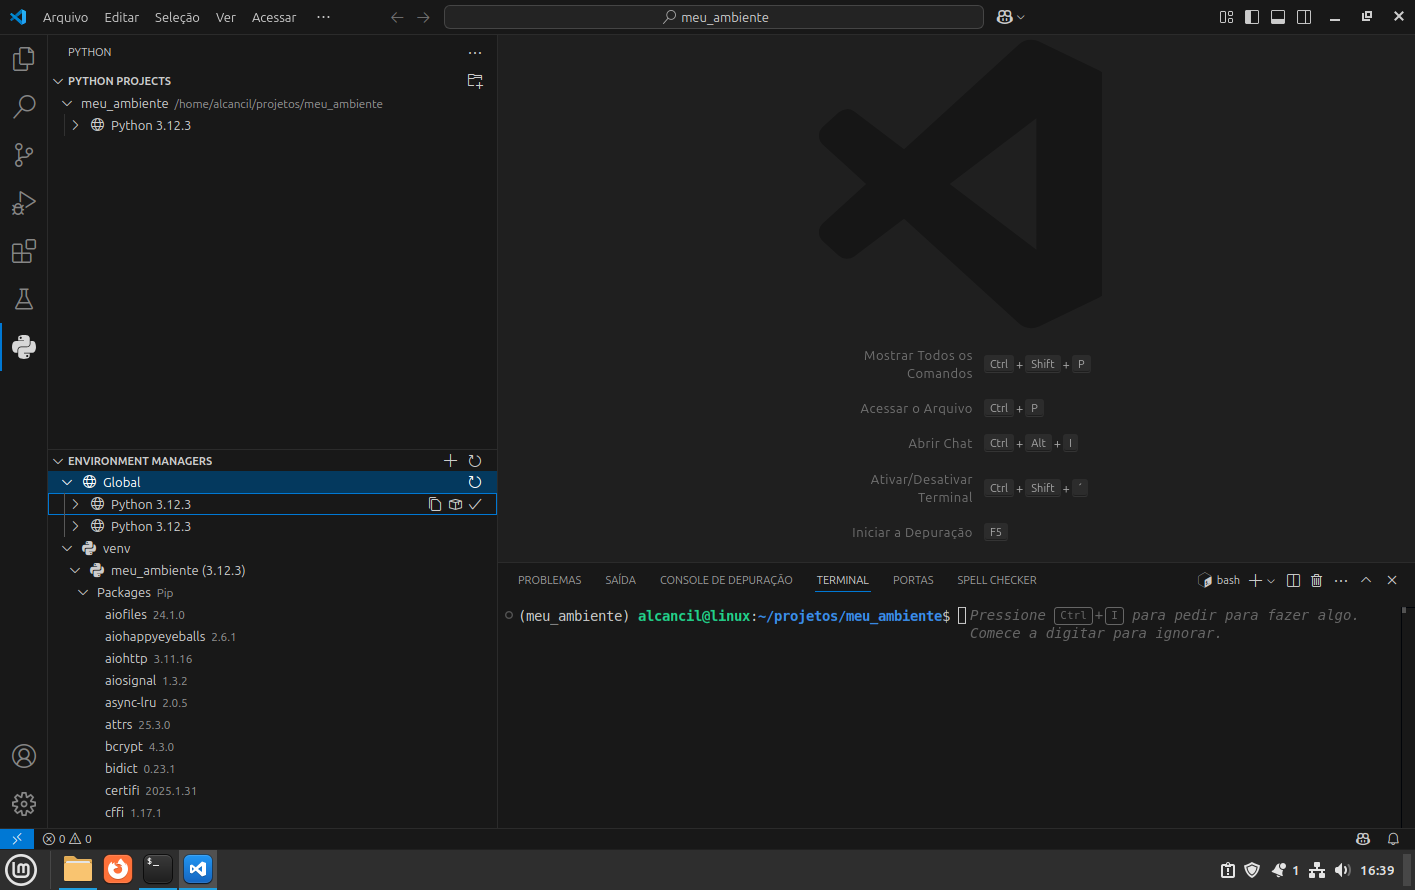 Arquivo Editar Seleção Ver Acessar ··· meu_ambiente
PYTHON
PYTHON PROJECTS
meu_ambiente /home/alcancil/projetos/meu_ambiente
Python 3.12.3
ENVIRONMENT MANAGERS
Global
Python 3.12.3
Python 3.12.3
venv
meu_ambiente (3.12.3)
Packages Pip
aiofiles 24.1.0
aiohappyeyeballs 2.6.1
aiohttp 3.11.16
aiosignal 1.3.2
async-lru 2.0.5
attrs 25.3.0
bcrypt 4.3.0
bidict 0.23.1
certifi 2025.1.31
cffi 1.17.1
Mostrar Todos os
Comandos Ctrl + Shift + P
Acessar o Arquivo Ctrl + P
Abrir Chat Ctrl + Alt + I
Ativar/Desativar
Terminal Ctrl + Shift + ´
Iniciar a Depuração F5
PROBLEMAS SAÍDA CONSOLE DE DEPURAÇÃO TERMINAL PORTAS SPELL CHECKER bash
(meu_ambiente) alcancil@linux:~/projetos/meu_ambiente$ Pressione Ctrl+I para pedir para fazer algo.
Comece a digitar para ignorar.
0 0
1 16:39